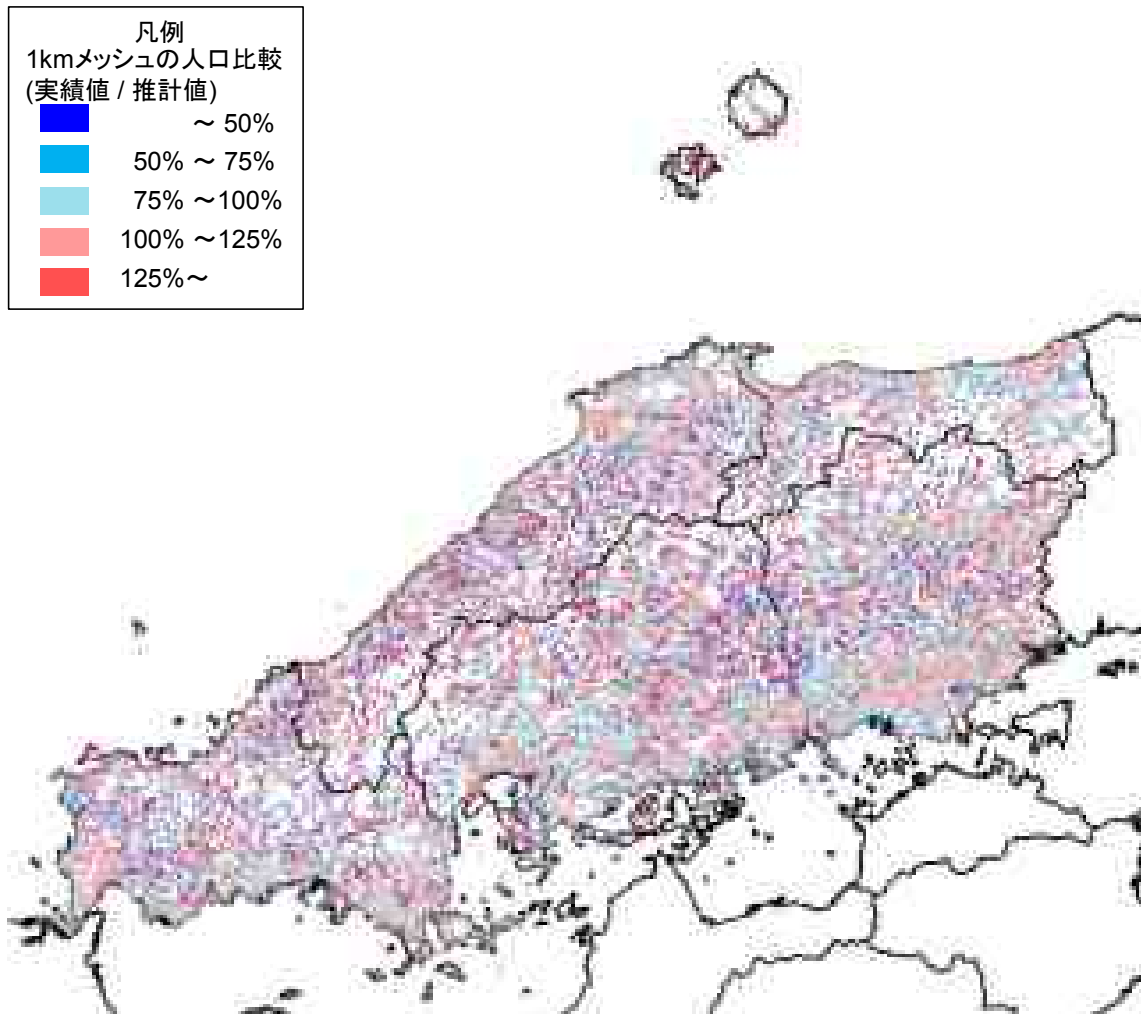 凡例
1kmメッシュの人口比較
(実績値 / 推計値)
～ 50%
50% ～ 75%
75% ～100%
100% ～125%
125%～